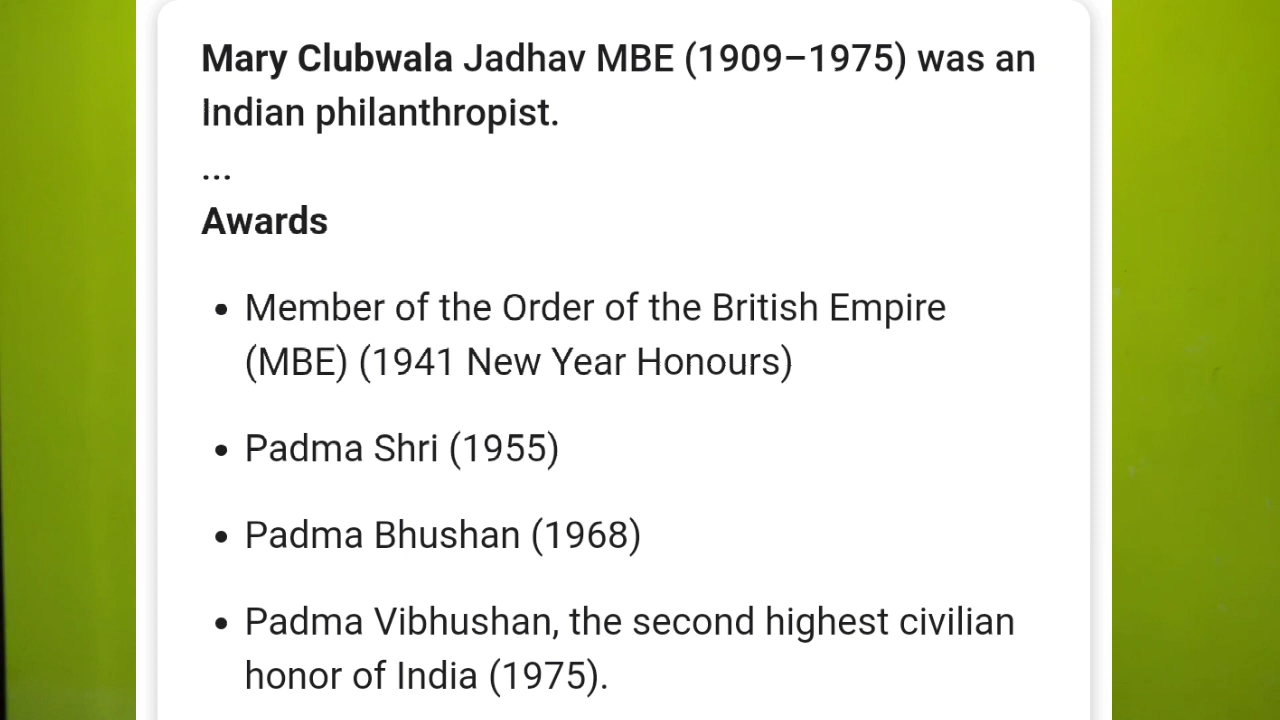 Mary Clubwala Jadhav MBE (1909–1975) was an
Indian philanthropist.
...
Awards
• Member of the Order of the British Empire
(MBE) (1941 New Year Honours)
• Padma Shri (1955)
• Padma Bhushan (1968)
• Padma Vibhushan, the second highest civilian
honor of India (1975).